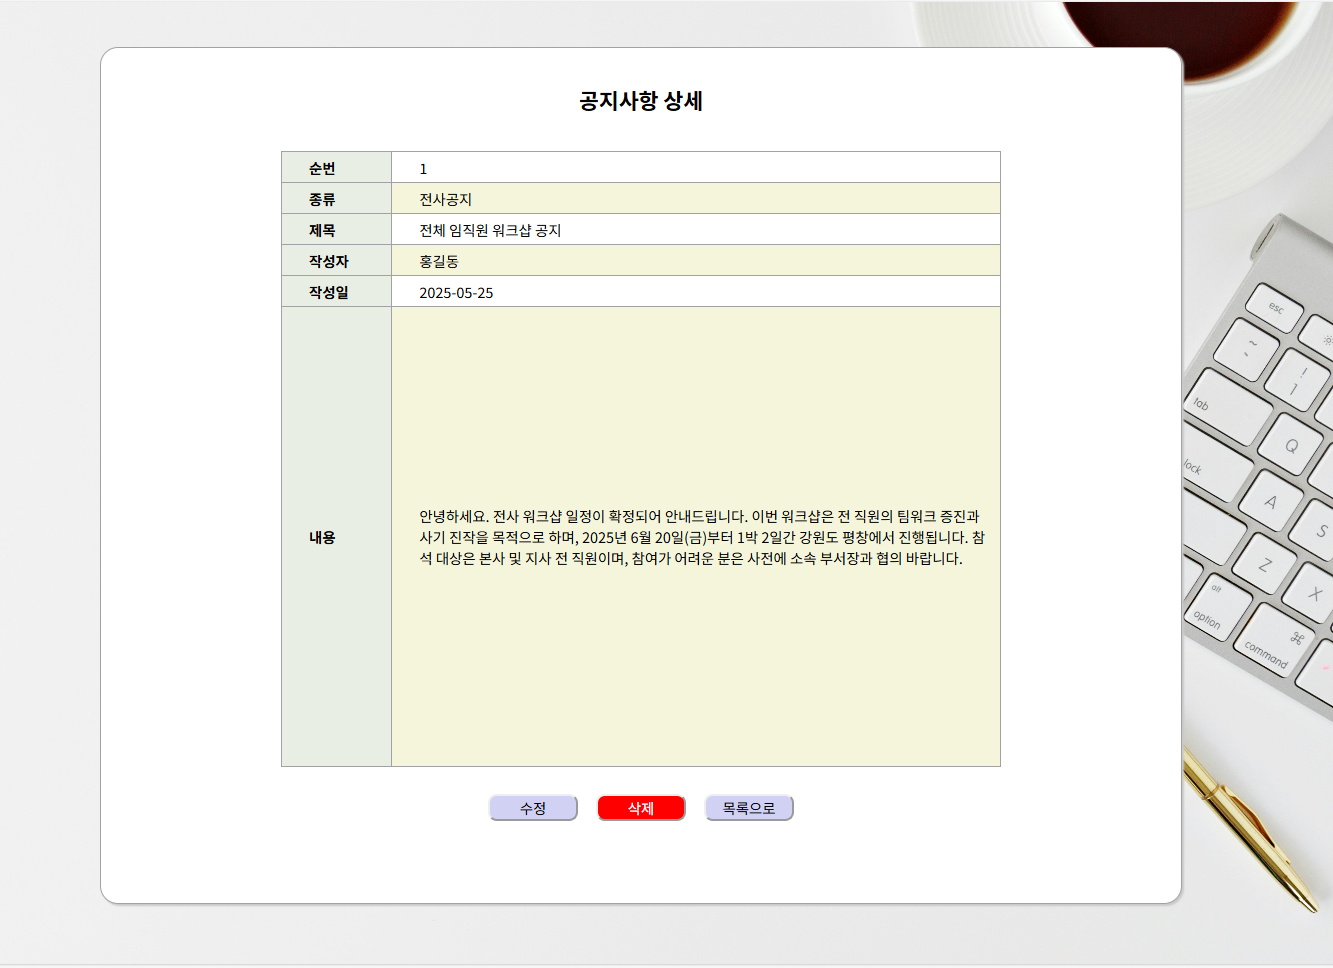 공지사항 상세
순번 1
종류 전사공지
제목 전체 임직원 워크샵 공지
작성자 홍길동
작성일 2025-05-25
내용
안녕하세요. 전사 워크샵 일정이 확정되어 안내드립니다. 이번 워크샵은 전 직원의 팀워크 증진과
사기 진작을 목적으로 하며, 2025년 6월 20일(금)부터 1박 2일간 강원도 평창에서 진행됩니다. 참
석 대상은 본사 및 지사 전 직원이며, 참여가 어려운 분은 사전에 소속 부서장과 협의 바랍니다.
수정 삭제 목록으로
esc
~
!
1
tab
Q
lock
A
S
Z
X
alt
option
⌘
command